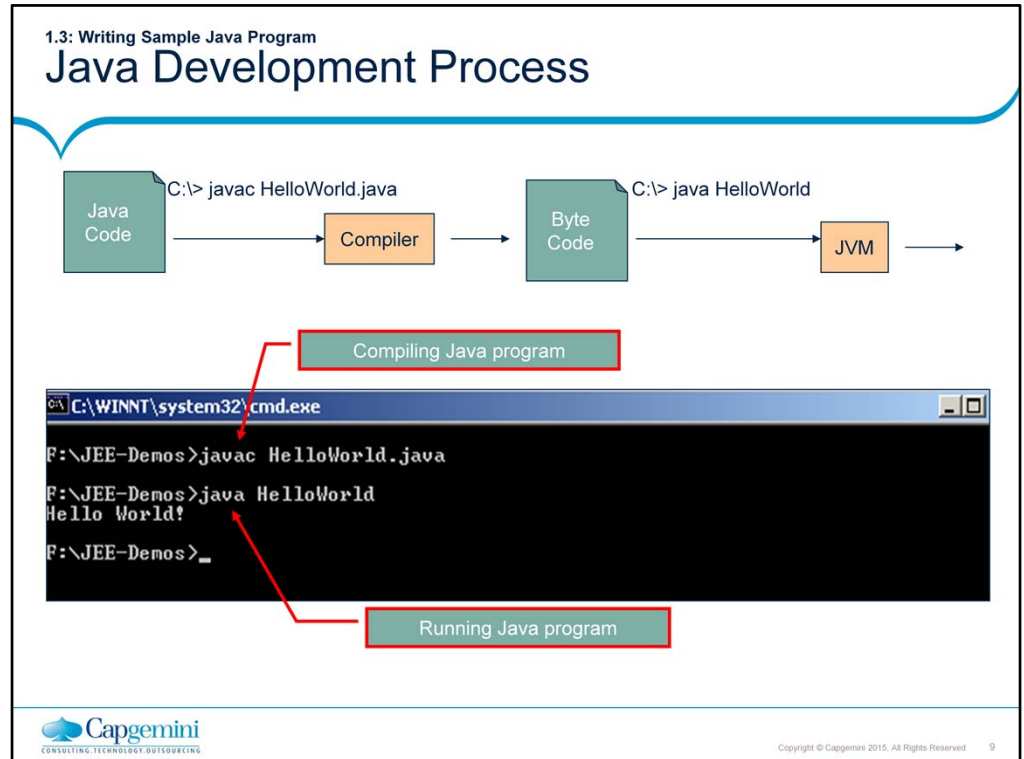 1.3: Writing Sample Java Program
Java Development Process
C:\> javac HelloWorld.java
C:\> java HelloWorld
Java
Code
Compiler
Byte
Code
JVM
Compiling Java program
C:\WINNT\system32\cmd.exe
F:\JEE-Demos>javac HelloWorld.java
F:\JEE-Demos>java HelloWorld
Hello World!
F:\JEE-Demos>_
Running Java program
Capgemini
CONSULTING.TECHNOLOGY.OUTSOURCING
Copyright © Capgemini 2015. All Rights Reserved 9